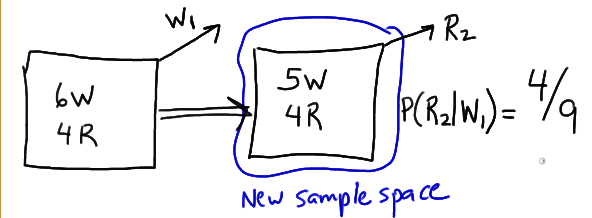 W₁
R₂
6W
4R
5W
4R
P(R₂|W₁) = 4/9
New sample space